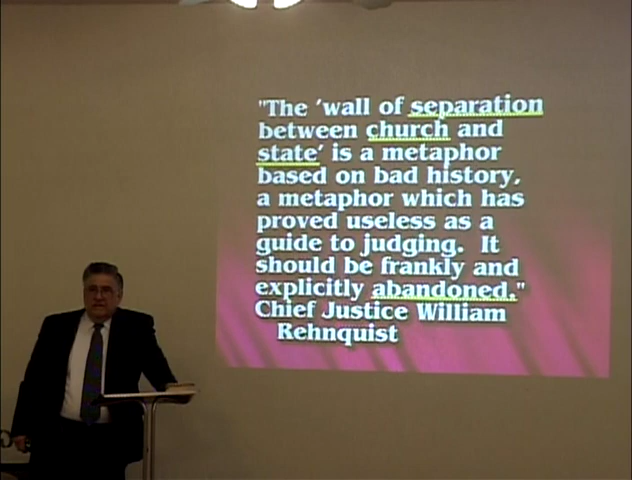 "The 'wall of separation
between church and
state' is a metaphor
based on bad history,
a metaphor which has
proved useless as a
guide to judging. It
should be frankly and
explicitly abandoned."
Chief Justice William
Rehnquist